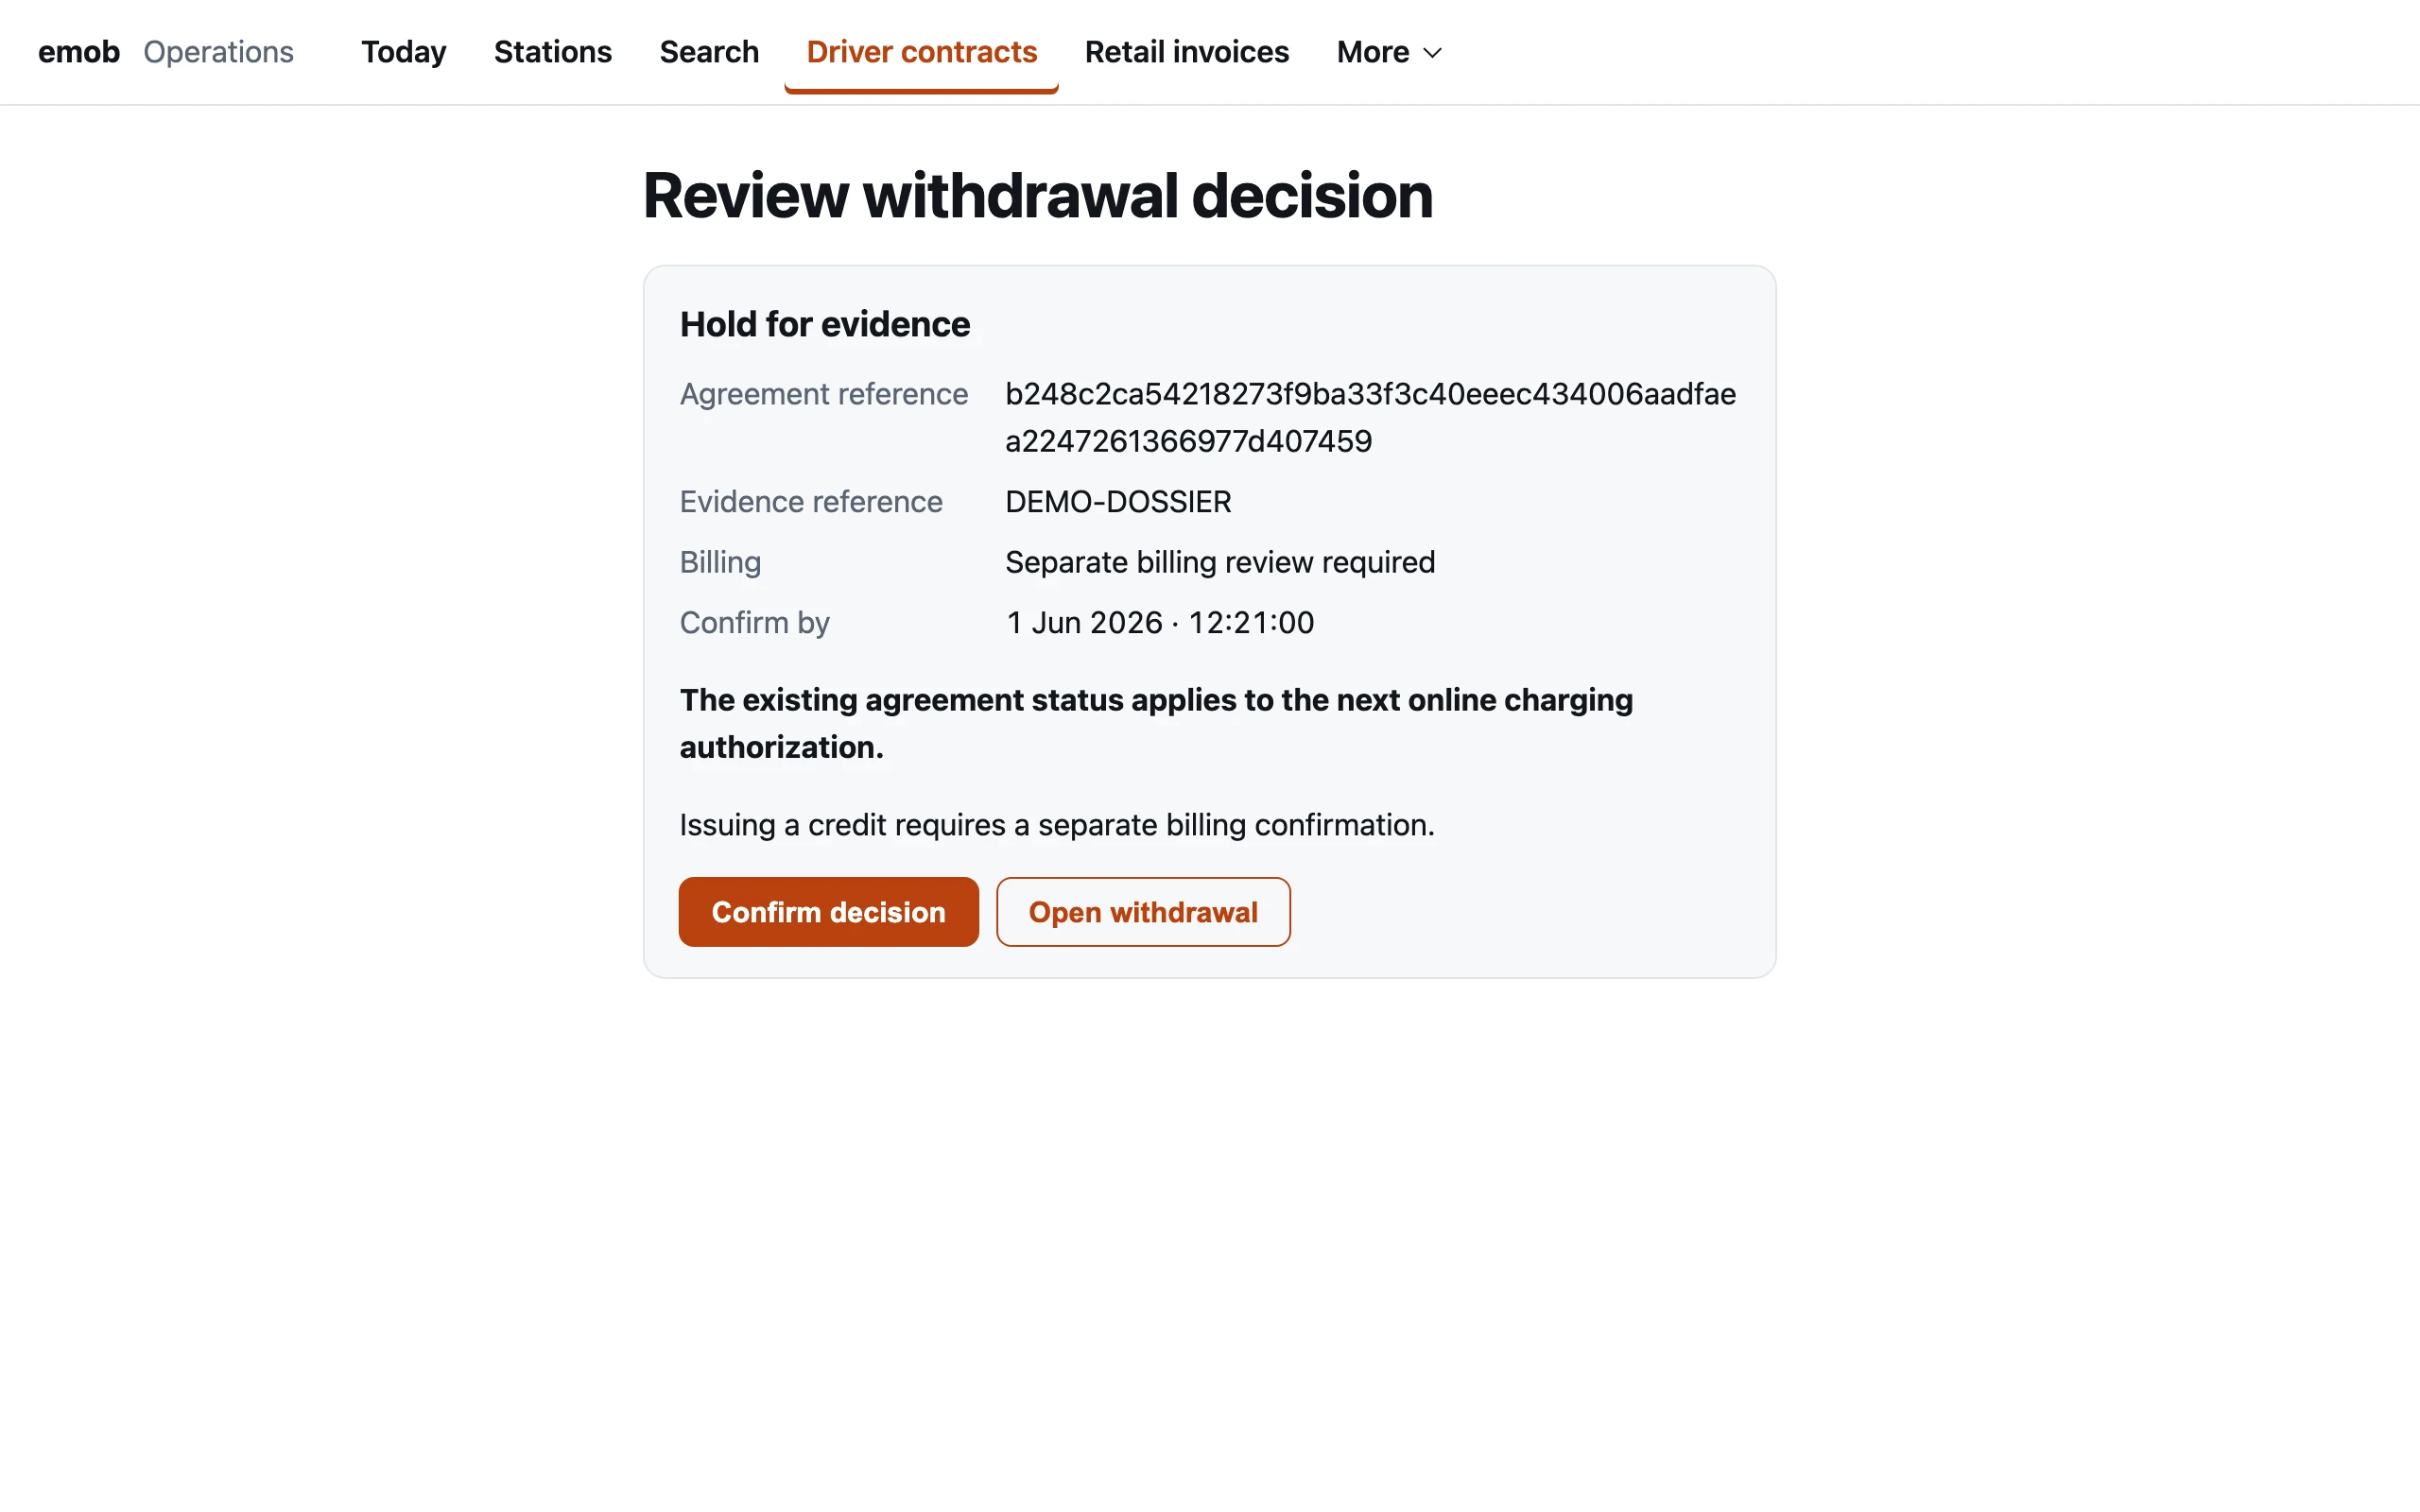 emob Operations Today Stations Search Driver contracts Retail invoices More
Review withdrawal decision
Hold for evidence
Agreement reference b248c2ca54218273f9ba33f3c40eeec434006aadfae
a2247261366977d407459
Evidence reference DEMO-DOSSIER
Billing Separate billing review required
Confirm by 1 Jun 2026 · 12:21:00
The existing agreement status applies to the next online charging
authorization.
Issuing a credit requires a separate billing confirmation.
Confirm decision Open withdrawal